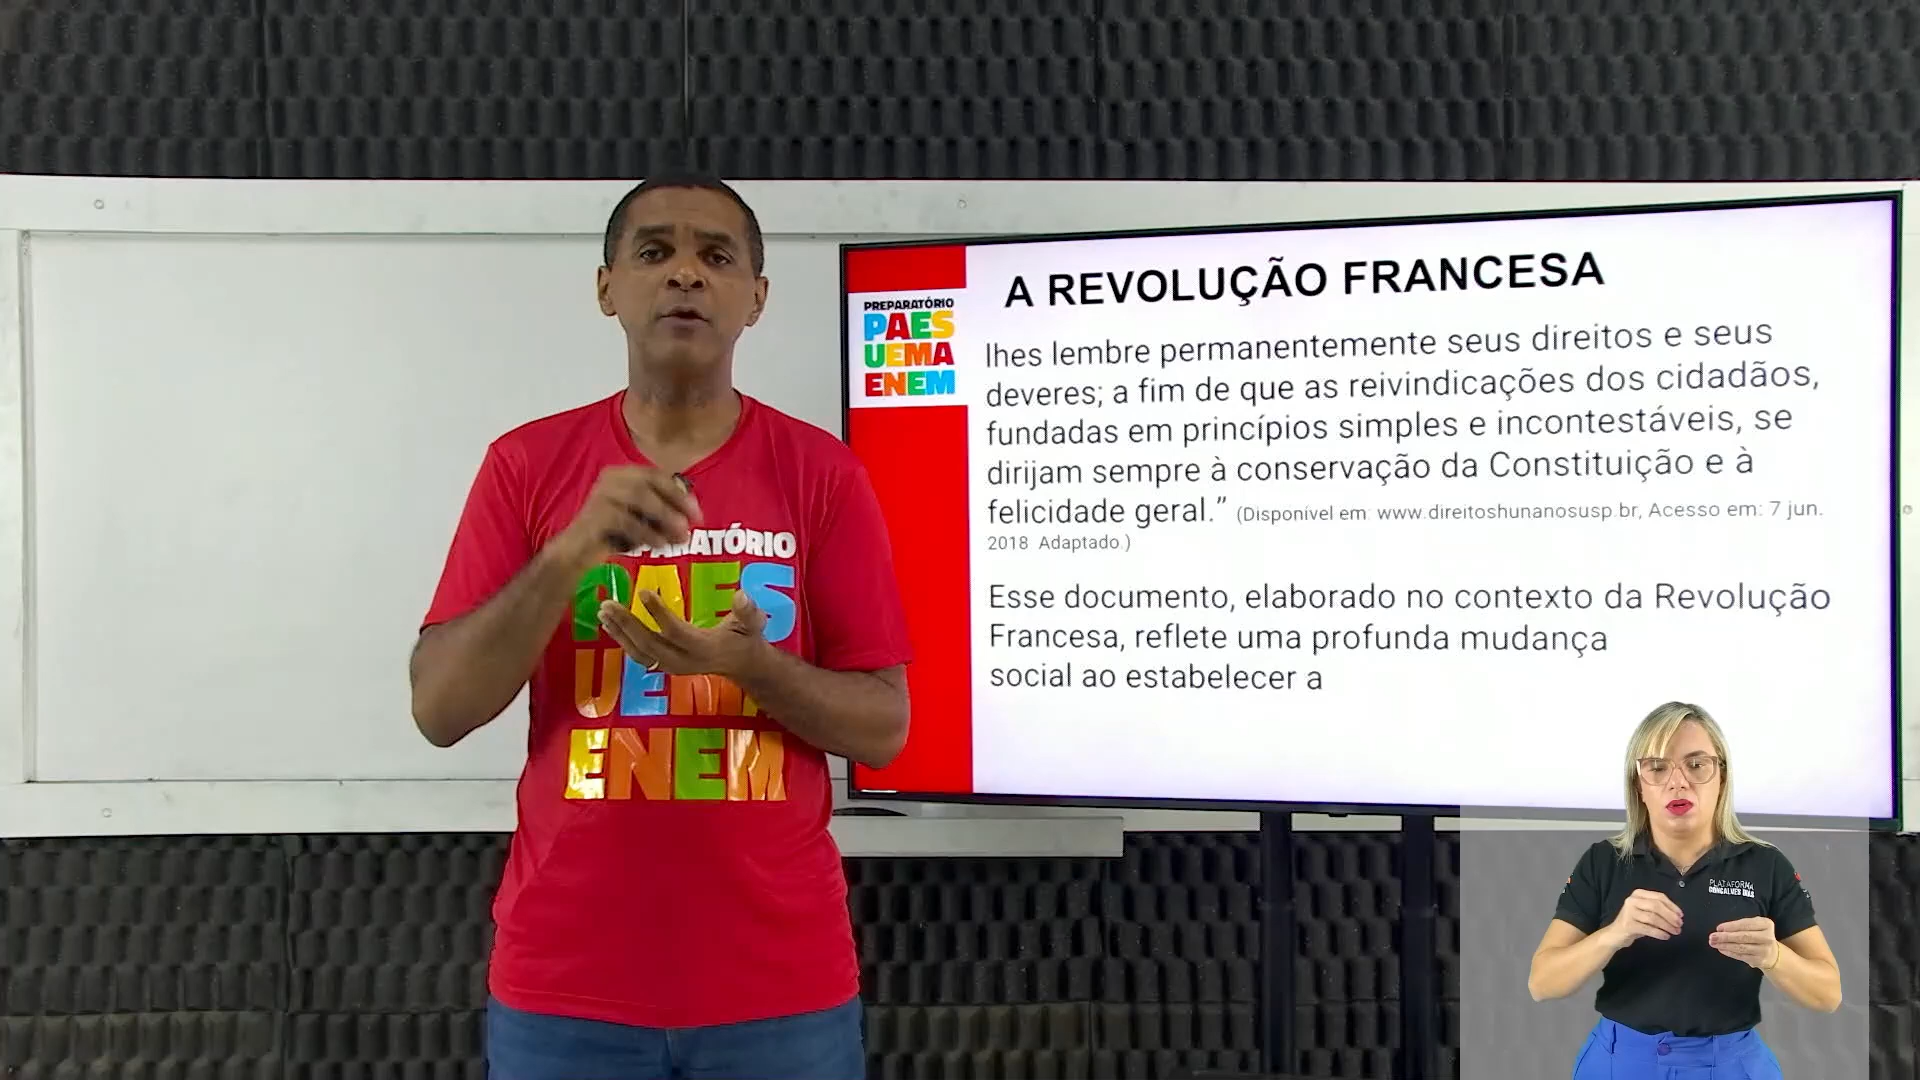 A REVOLUÇÃO FRANCESA
PREPARATÓRIO
PAES
UEMA
ENEM
lhes lembre permanentemente seus direitos e seus
deveres; a fim de que as reivindicações dos cidadãos,
fundadas em princípios simples e incontestáveis, se
dirijam sempre à conservação da Constituição e à
felicidade geral.” (Disponível em: www.direitoshunanosusp.br, Acesso em: 7 jun.
2018 Adaptado.)
Esse documento, elaborado no contexto da Revolução
Francesa, reflete uma profunda mudança
social ao estabelecer a
PREPARATÓRIO
PAES
UEMA
ENEM
PLATAFORMA
GONÇALVES DIAS